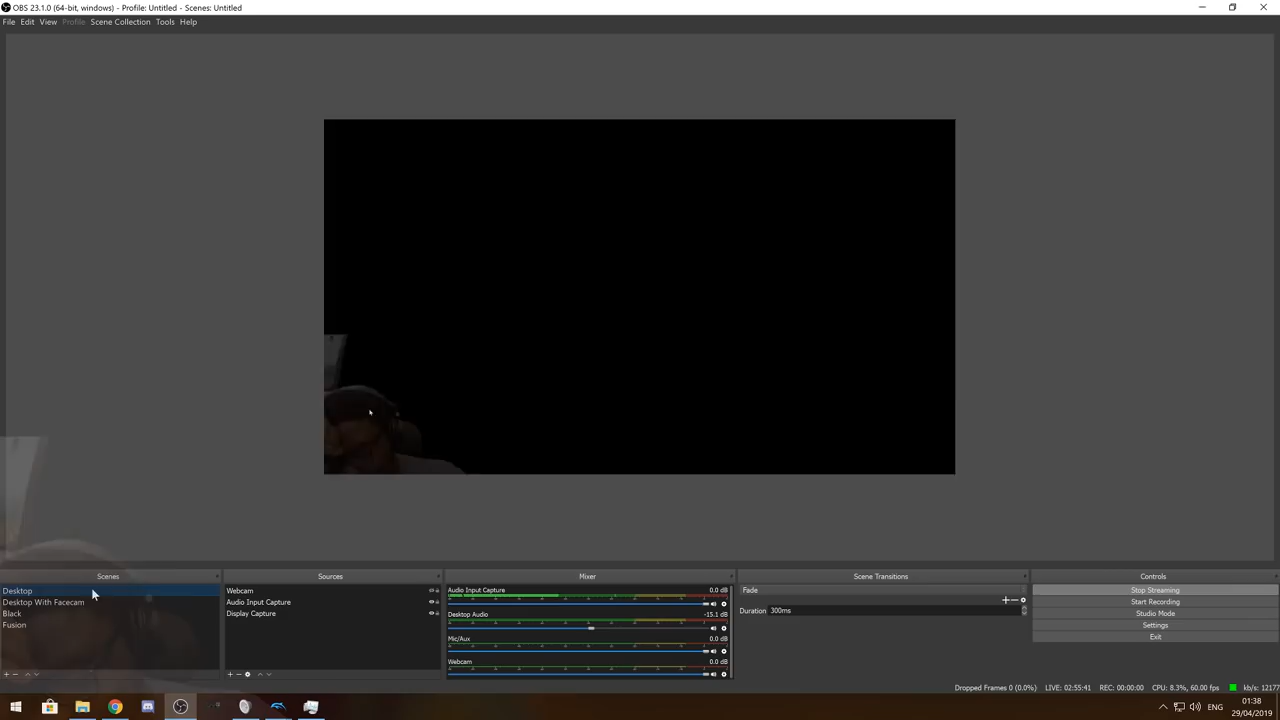 OBS 23.1.0 (64-bit, windows) - Profile: Untitled - Scenes: Untitled
File Edit View Profile Scene Collection Tools Help
Scenes Sources Mixer Scene Transitions Controls
Desktop
Desktop With Facecam
Black
Fusion
Webcam
Audio Input Capture
Display Capture
Audio Input Capture 0.0 dB
Desktop Audio -15.1 dB
Mic/Aux 0.0 dB
Webcam 0.0 dB
Fade
Duration 300ms
Stop Streaming
Start Recording
Studio Mode
Settings
Exit
Dropped Frames 0 (0.0%) LIVE: 02:55:41 REC: 00:00:00 CPU: 8.3%, 60.00 fps kb/s: 12177
ENG
01:38
29/04/2019